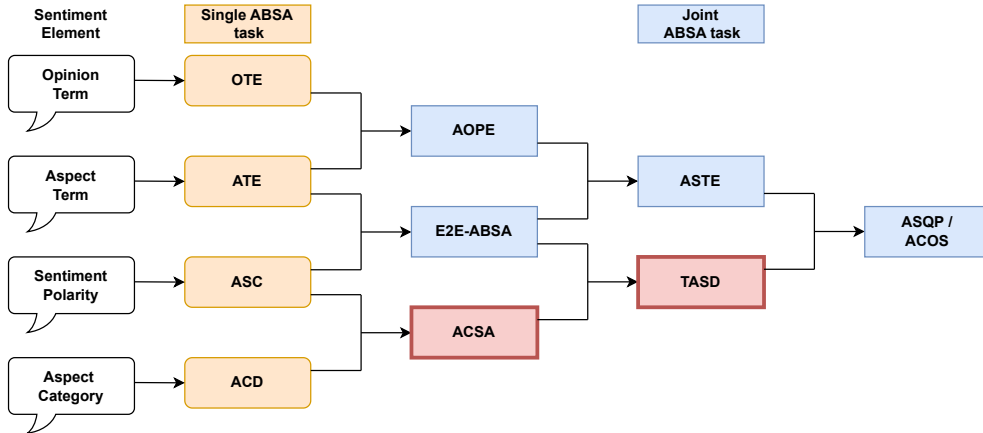 Sentiment
Element
Single ABSA
task
Joint
ABSA task
Opinion
Term
OTE
AOPE
Aspect
Term
ATE
ASTE
E2E-ABSA
ASQP /
ACOS
Sentiment
Polarity
ASC
TASD
ACSA
Aspect
Category
ACD